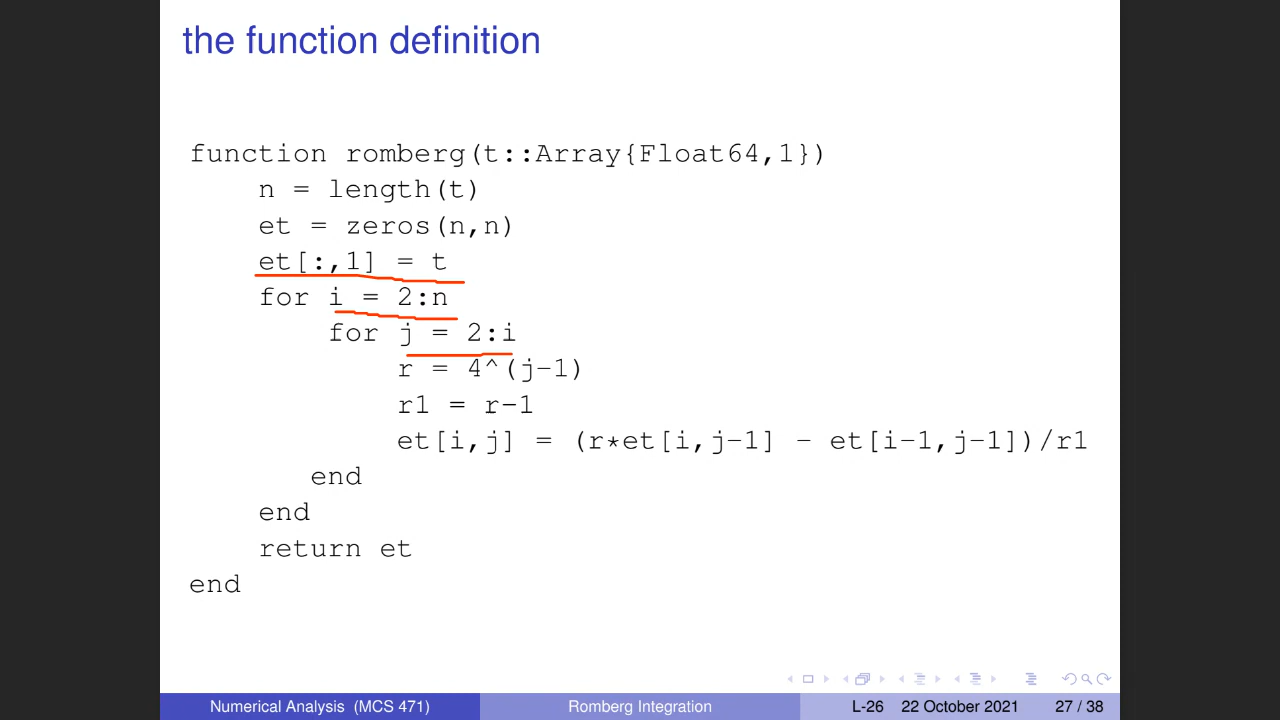 the function definition
function romberg(t::Array{Float64,1})
    n = length(t)
    et = zeros(n,n)
    et[:,1] = t
    for i = 2:n
        for j = 2:i
            r = 4^(j-1)
            r1 = r-1
            et[i,j] = (r*et[i,j-1] - et[i-1,j-1])/r1
       end
    end
    return et
end
Numerical Analysis (MCS 471) Romberg Integration L-26 22 October 2021 27 / 38